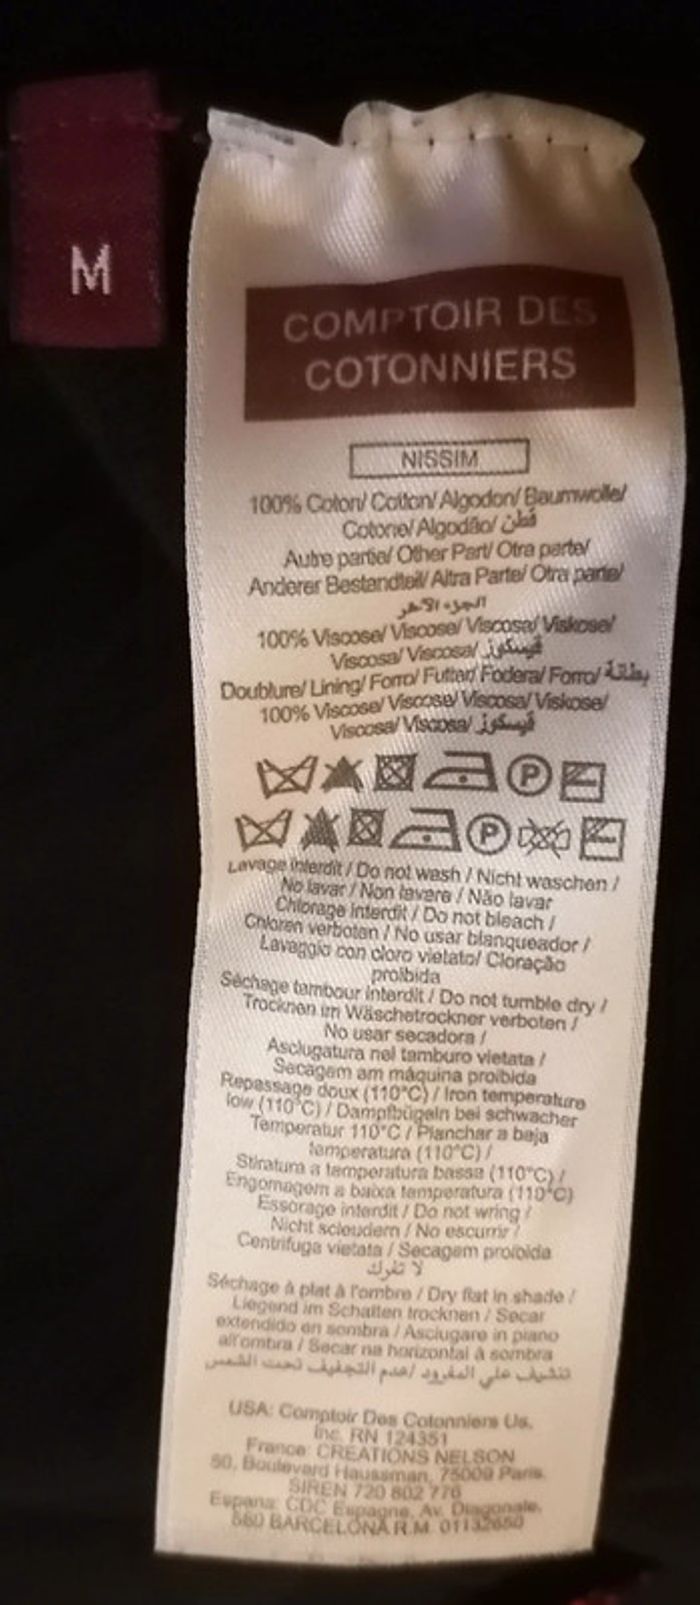 M
COMPTOIR DES
COTONNIERS
NISSIM
100% Coton/ Cotton/ Algodon/ Baumwolle/
Cotone/ Algodão/ قطن
Autre partie/ Other Part/ Otra parte/
Anderer Bestandteil/ Altra Parte/ Otra parte/
الجزء الآخر
100% Viscose/ Viscose/ Viscosa/ Viskose/
Viscosa/ Viscosa/ فيسكوز
Doublure/ Lining/ Forro/ Futter/ Fodera/ Forro/ بطانة
100% Viscose/ Viscose/ Viscosa/ Viskose/
Viscosa/ Viscosa/ فيسكوز
P
P
Lavage interdit / Do not wash / Nicht waschen /
No lavar / Non lavare / Não lavar
Chlorage interdit / Do not bleach /
Chloren verboten / No usar blanqueador /
Lavaggio con cloro vietato/ Cloração
proibida
Séchage tambour interdit / Do not tumble dry /
Trocknen im Wäschetrockner verboten /
No usar secadora /
Asciugatura nel tamburo vietata /
Secagem am máquina proibida
Repassage doux (110°C) / Iron temperature
low (110°C) / Dampfbügeln bei schwacher
Temperatur 110°C / Planchar a baja
temperatura (110°C) /
Stiratura a temperatura bassa (110°C) /
Engomagem a baixa temperatura (110°C)
Essorage interdit / Do not wring /
Nicht scleudern / No escurrir /
Centrifuga vietata / Secagem proibida
لا تفرك
Séchage à plat à l'ombre / Dry flat in shade /
Liegend im Schatten trocknen / Secar
extendido en sombra / Asciugare in piano
all'ombra / Secar na horizontal à sombra
تنشيف على المفرود /عدم التجفيف تحت الشمس
USA: Comptoir Des Cotonniers Us.
Inc. RN 124351
France: CREATIONS NELSON
50, Boulevard Haussman, 75009 Paris.
SIREN 720 802 776
Espana: CDC Espagne, Av. Diagonale,
580 BARCELONA R.M. 01132650